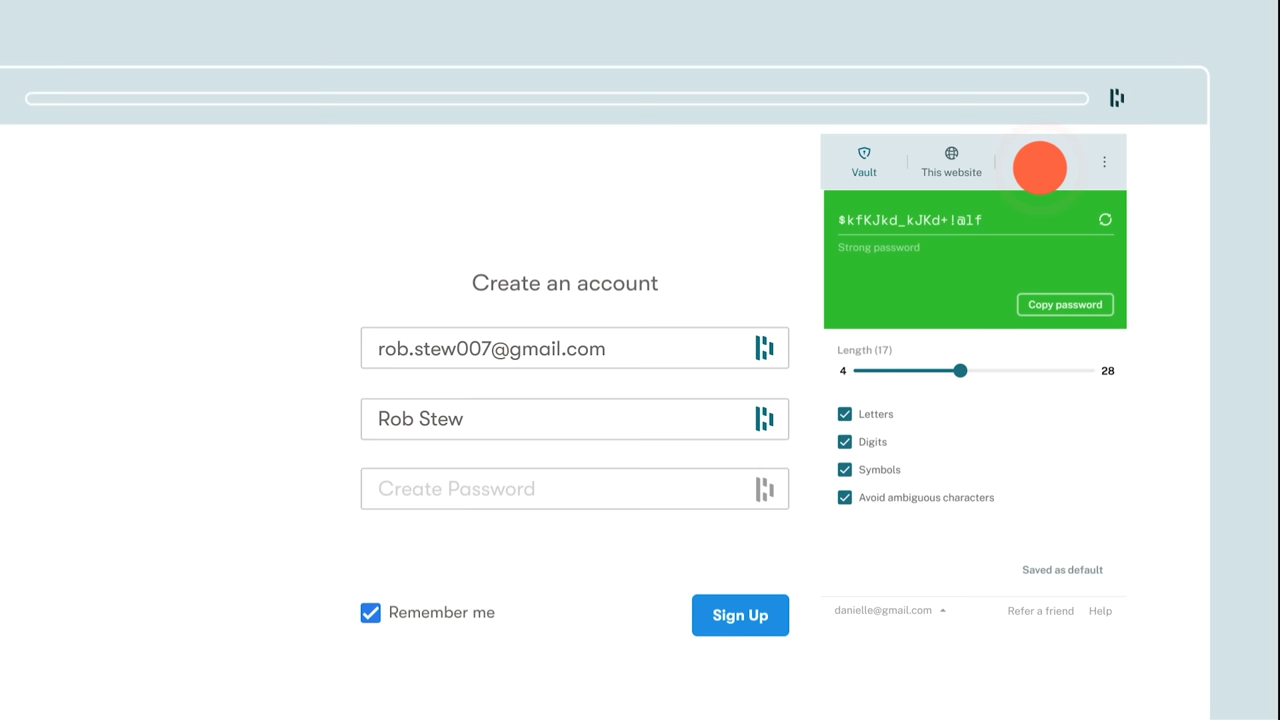 Vault
This website
$kfKJkd_kJKd+!@lf
Strong password
Copy password
Create an account
rob.stew007@gmail.com
Rob Stew
Create Password
Remember me
Sign Up
Length (17)
4
28
Letters
Digits
Symbols
Avoid ambiguous characters
Saved as default
danielle@gmail.com
Refer a friend
Help